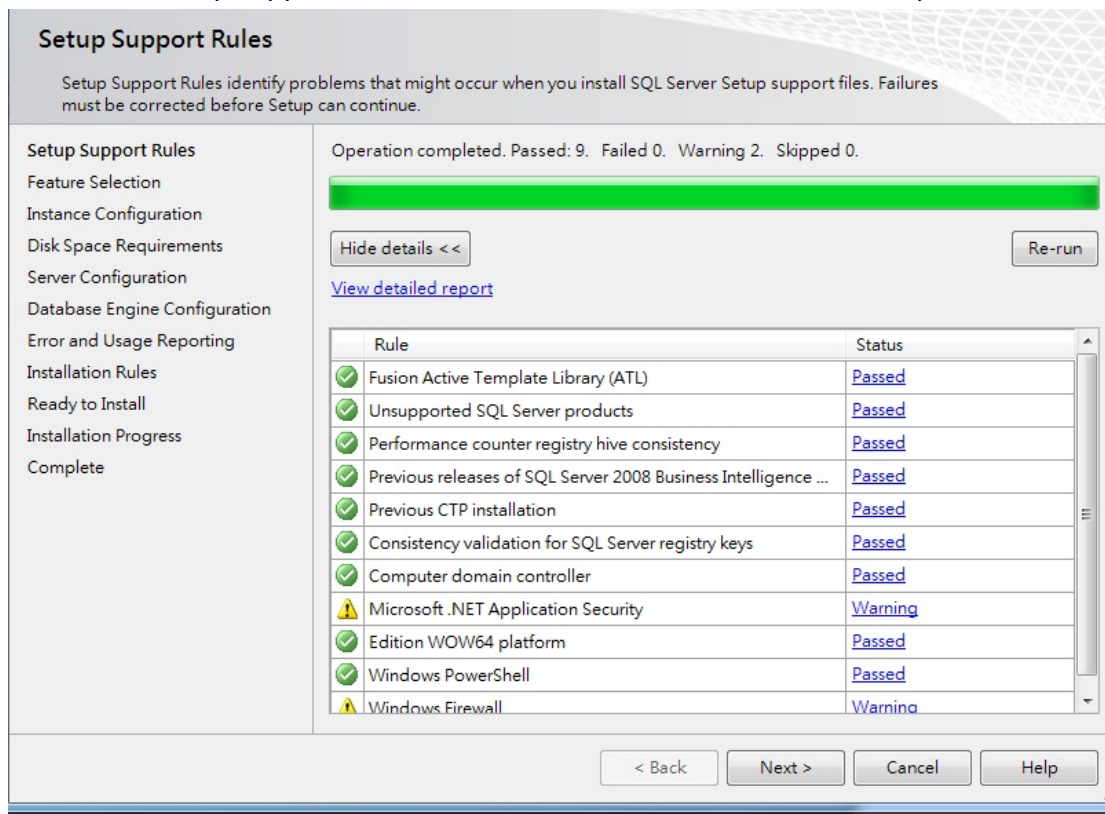 Setup Support Rules
Setup Support Rules identify problems that might occur when you install SQL Server Setup support files. Failures
must be corrected before Setup can continue.
Setup Support Rules
Feature Selection
Instance Configuration
Disk Space Requirements
Server Configuration
Database Engine Configuration
Error and Usage Reporting
Installation Rules
Ready to Install
Installation Progress
Complete
Operation completed. Passed: 9. Failed 0. Warning 2. Skipped 0.
Hide details << Re-run
View detailed report
Rule Status
Fusion Active Template Library (ATL) Passed
Unsupported SQL Server products Passed
Performance counter registry hive consistency Passed
Previous releases of SQL Server 2008 Business Intelligence ... Passed
Previous CTP installation Passed
Consistency validation for SQL Server registry keys Passed
Computer domain controller Passed
Microsoft .NET Application Security Warning
Edition WOW64 platform Passed
Windows PowerShell Passed
Windows Firewall Warning
< Back Next > Cancel Help